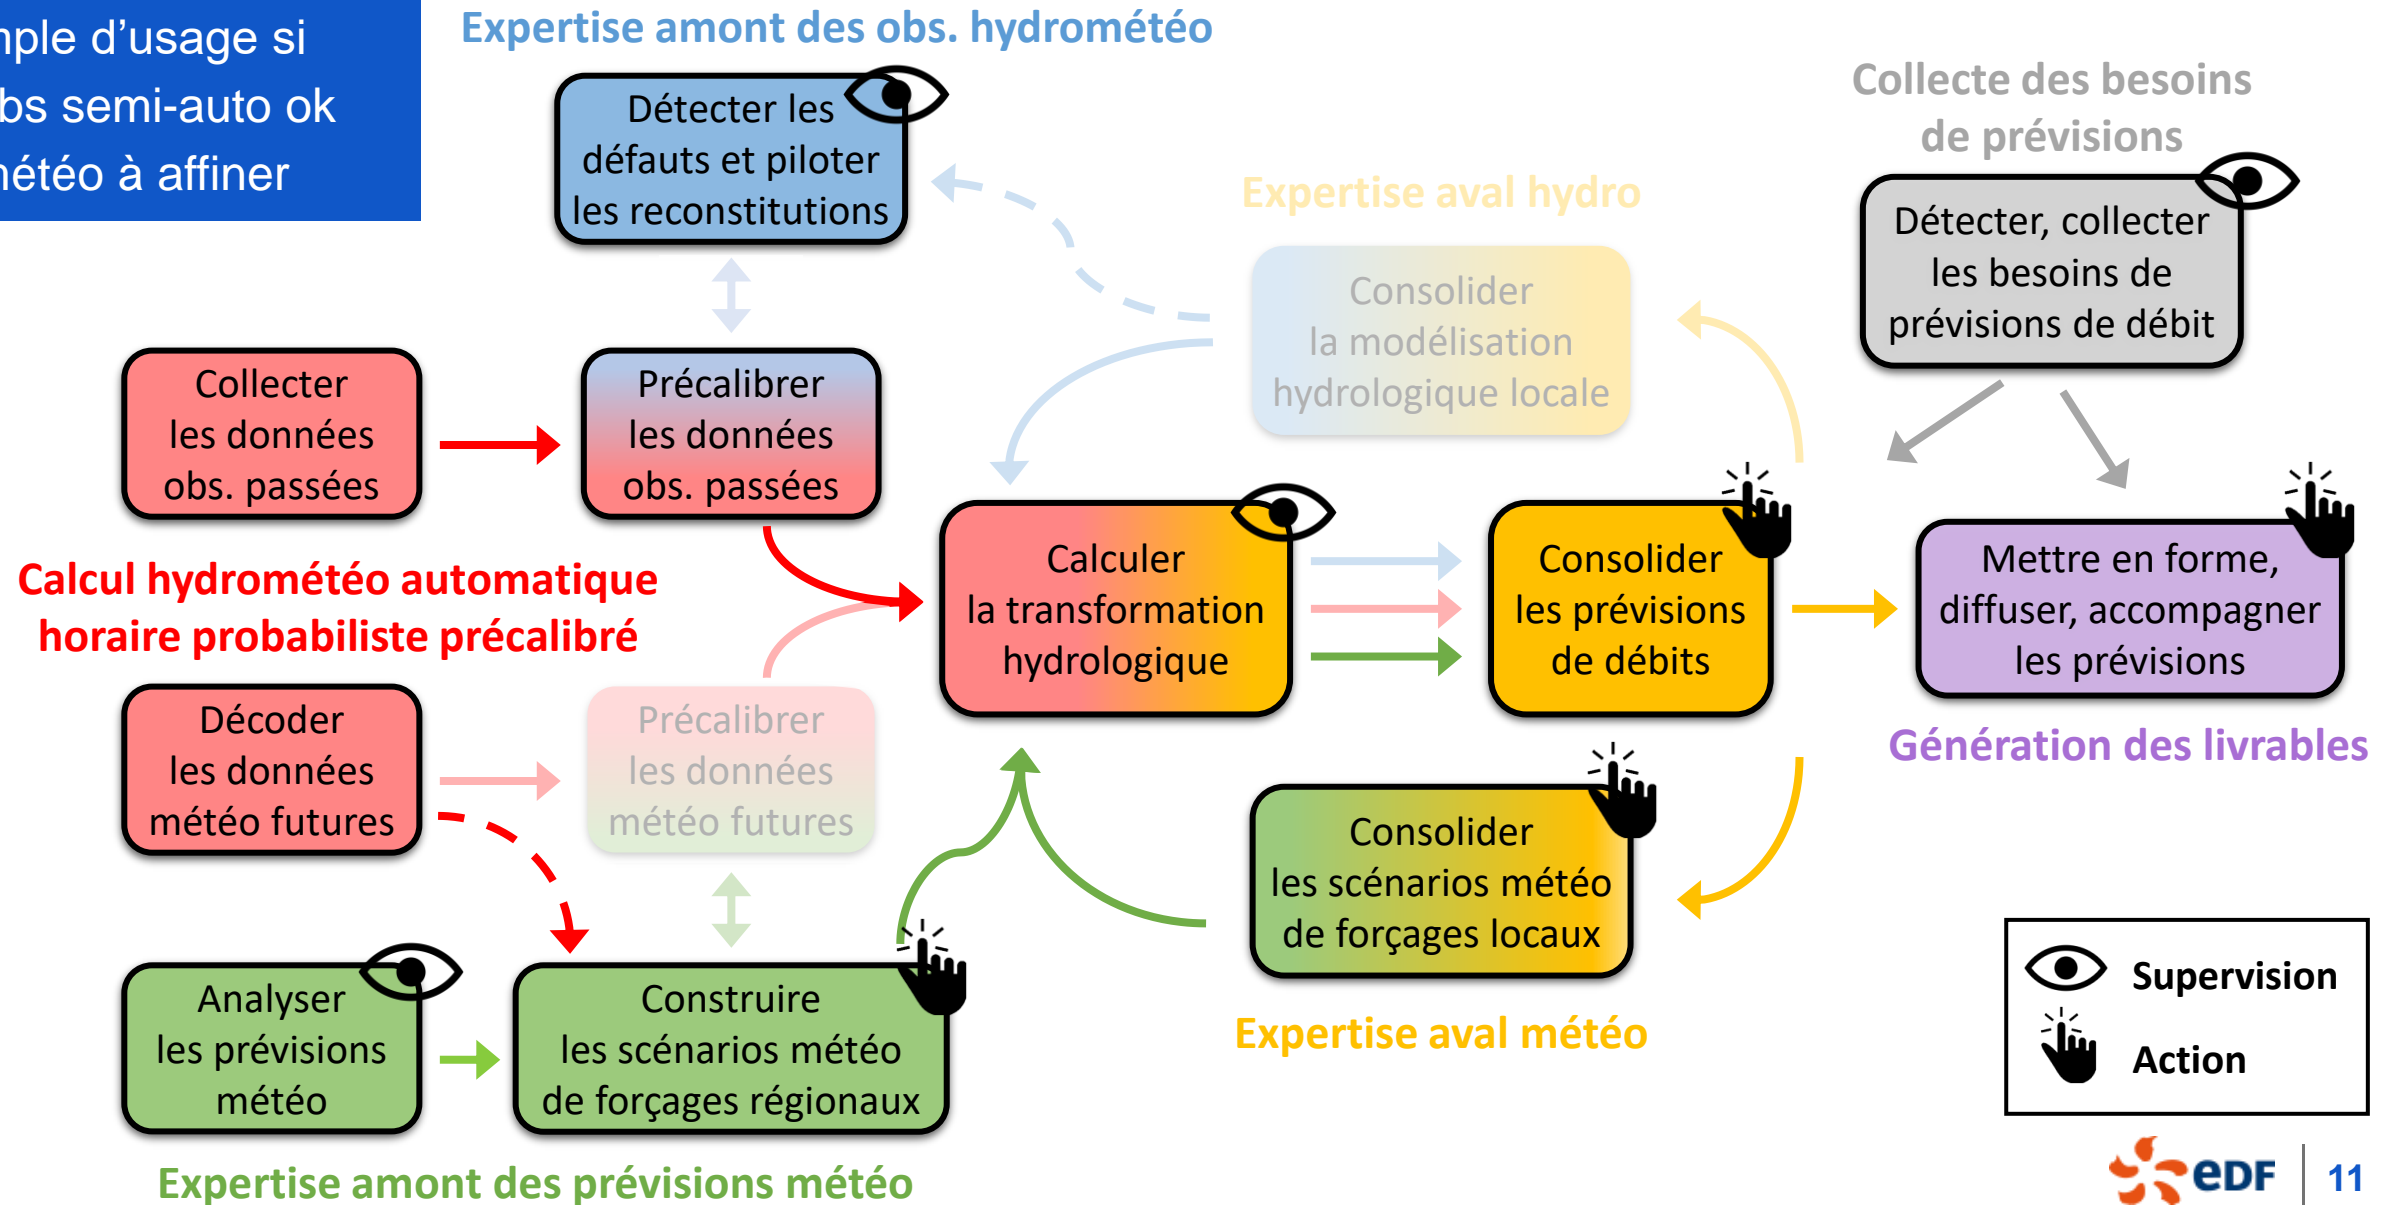 d'usage si
semi-auto ok
à affiner
Expertise amont des obs. hydrométéo
Détecter les
défauts et piloter
les reconstitutions
Collecte des besoins
de prévisions
Détecter, collecter
les besoins de
prévisions de débit
Expertise aval hydro
Consolider
la modélisation
hydrologique locale
Collecter
les données
obs. passées
Précalibrer
les données
obs. passées
Calcul hydrométéo automatique
horaire probabiliste précalibré
Calculer
la transformation
hydrologique
Consolider
les prévisions
de débits
Mettre en forme,
diffuser, accompagner
les prévisions
Génération des livrables
Décoder
les données
météo futures
Précalibrer
les données
météo futures
Consolider
les scénarios météo
de forçages locaux
Expertise aval météo
Analyser
les prévisions
météo
Construire
les scénarios météo
de forçages régionaux
Expertise amont des prévisions météo
Supervision
Action
eDF
11